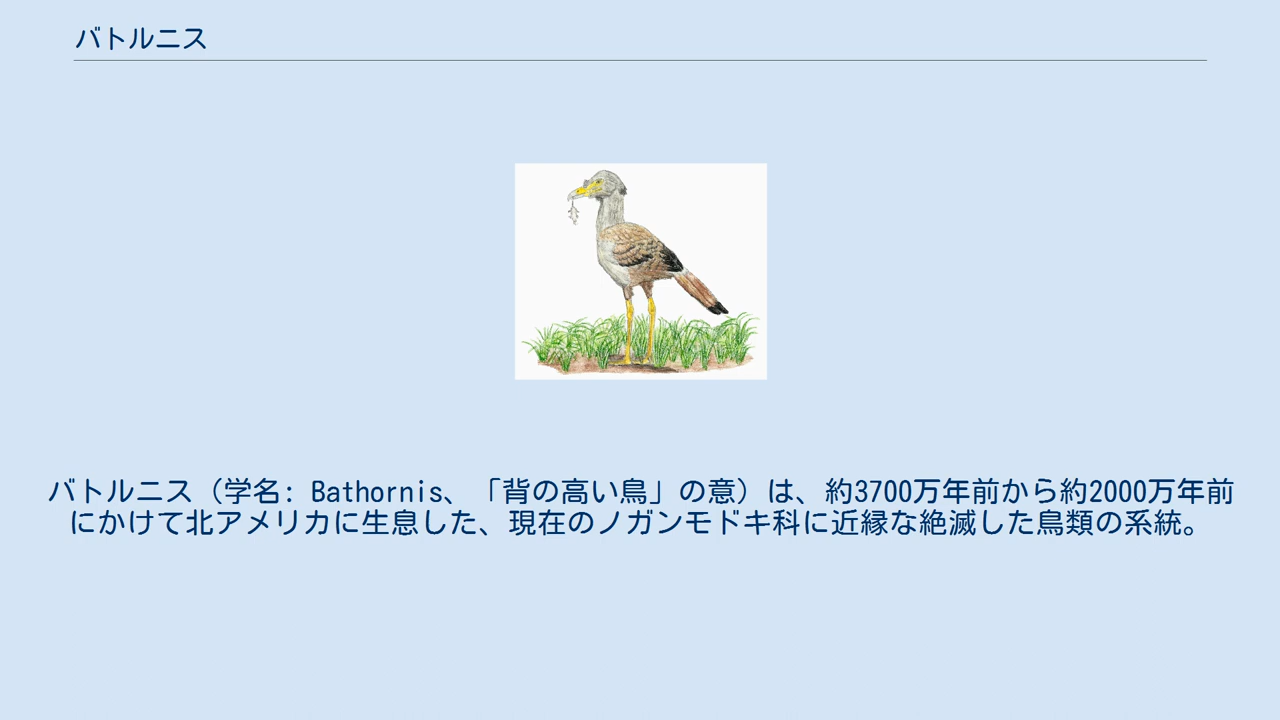 バトルニス
バトルニス（学名: Bathornis、「背の高い鳥」の意）は、約3700万年前から約2000万年前
にかけて北アメリカに生息した、現在のノガンモドキ科に近縁な絶滅した鳥類の系統。